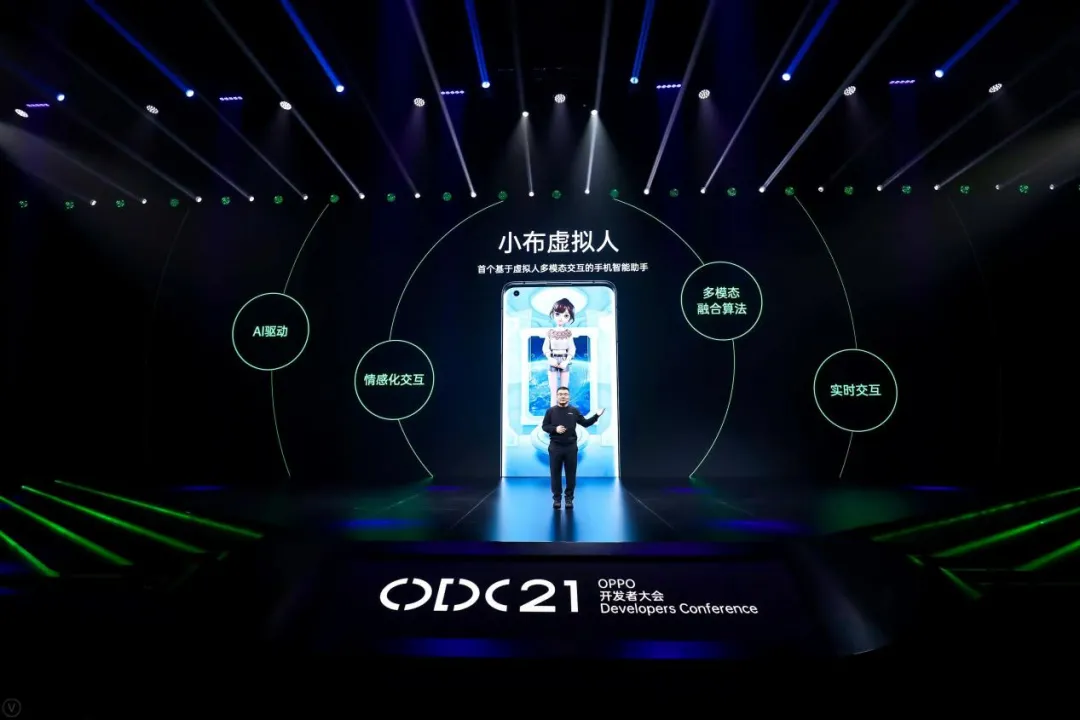 小布虚拟人
首个基于虚拟人多模态交互的手机智能助手
AI驱动
情感化交互
多模态
融合算法
实时交互
ODC21
OPPO
开发者大会
Developers Conference
V